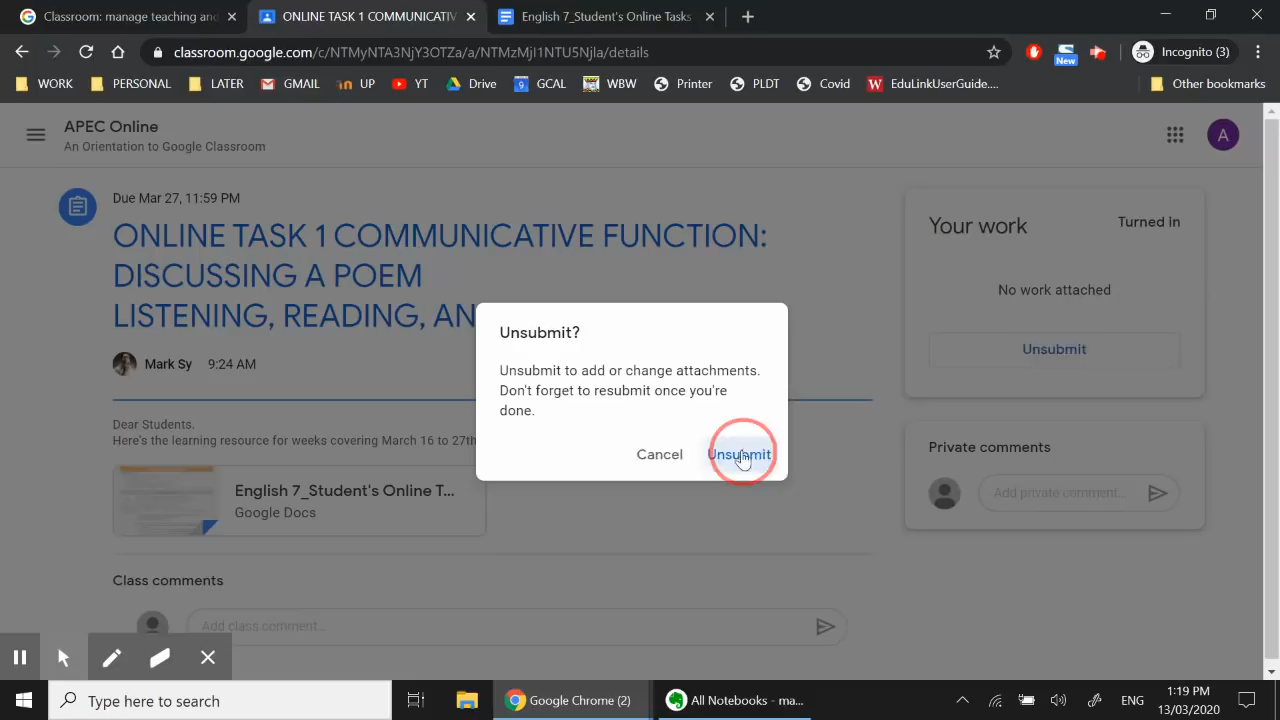 Classroom: manage teaching and
ONLINE TASK 1 COMMUNICATIV
English 7_Student's Online Tasks
classroom.google.com/c/NTMyNTA3NjY3OTZa/a/NTMzMjI1NTU5Njla/details
New
Incognito (3)
WORK
PERSONAL
LATER
GMAIL
UP
YT
Drive
9
GCAL
WBW
Printer
PLDT
Covid
EduLinkUserGuide....
Other bookmarks
APEC Online
An Orientation to Google Classroom
A
Due Mar 27, 11:59 PM
ONLINE TASK 1 COMMUNICATIVE FUNCTION:
DISCUSSING A POEM
LISTENING, READING, AN
Mark Sy 9:24 AM
Dear Students.
Here's the learning resource for weeks covering March 16 to 27th
English 7_Student's Online T...
Google Docs
Class comments
Add class comment...
Your work
Turned in
No work attached
Unsubmit
Private comments
Add private comment...
Unsubmit?
Unsubmit to add or change attachments.
Don't forget to resubmit once you're
done.
Cancel
Unsubmit
Type here to search
Google Chrome (2)
All Notebooks - ma...
ENG
1:19 PM
13/03/2020